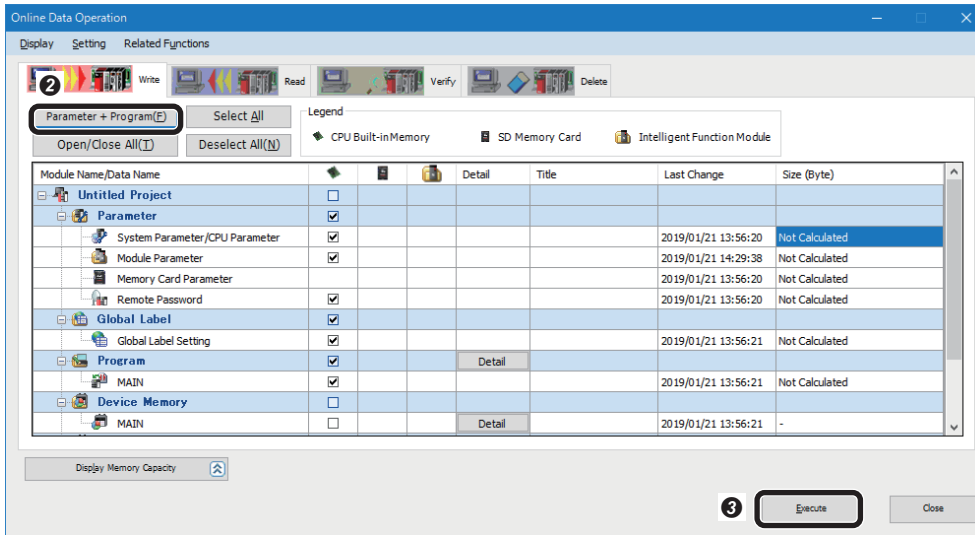 Online Data Operation
Display Setting Related Functions
❷ Write Read Verify Delete
Parameter + Program(F) Select All Legend
Open/Close All(T) Deselect All(N) CPU Built-in Memory SD Memory Card Intelligent Function Module
Module Name/Data Name Detail Title Last Change Size (Byte)
Untitled Project
Parameter
System Parameter/CPU Parameter 2019/01/21 13:56:20 Not Calculated
Module Parameter 2019/01/21 14:29:38 Not Calculated
Memory Card Parameter 2019/01/21 13:56:20 Not Calculated
Remote Password 2019/01/21 13:56:20 Not Calculated
Global Label
Global Label Setting 2019/01/21 13:56:21 Not Calculated
Program Detail
MAIN 2019/01/21 13:56:21 Not Calculated
Device Memory
MAIN Detail 2019/01/21 13:56:21 -
Display Memory Capacity
❸ Execute Close